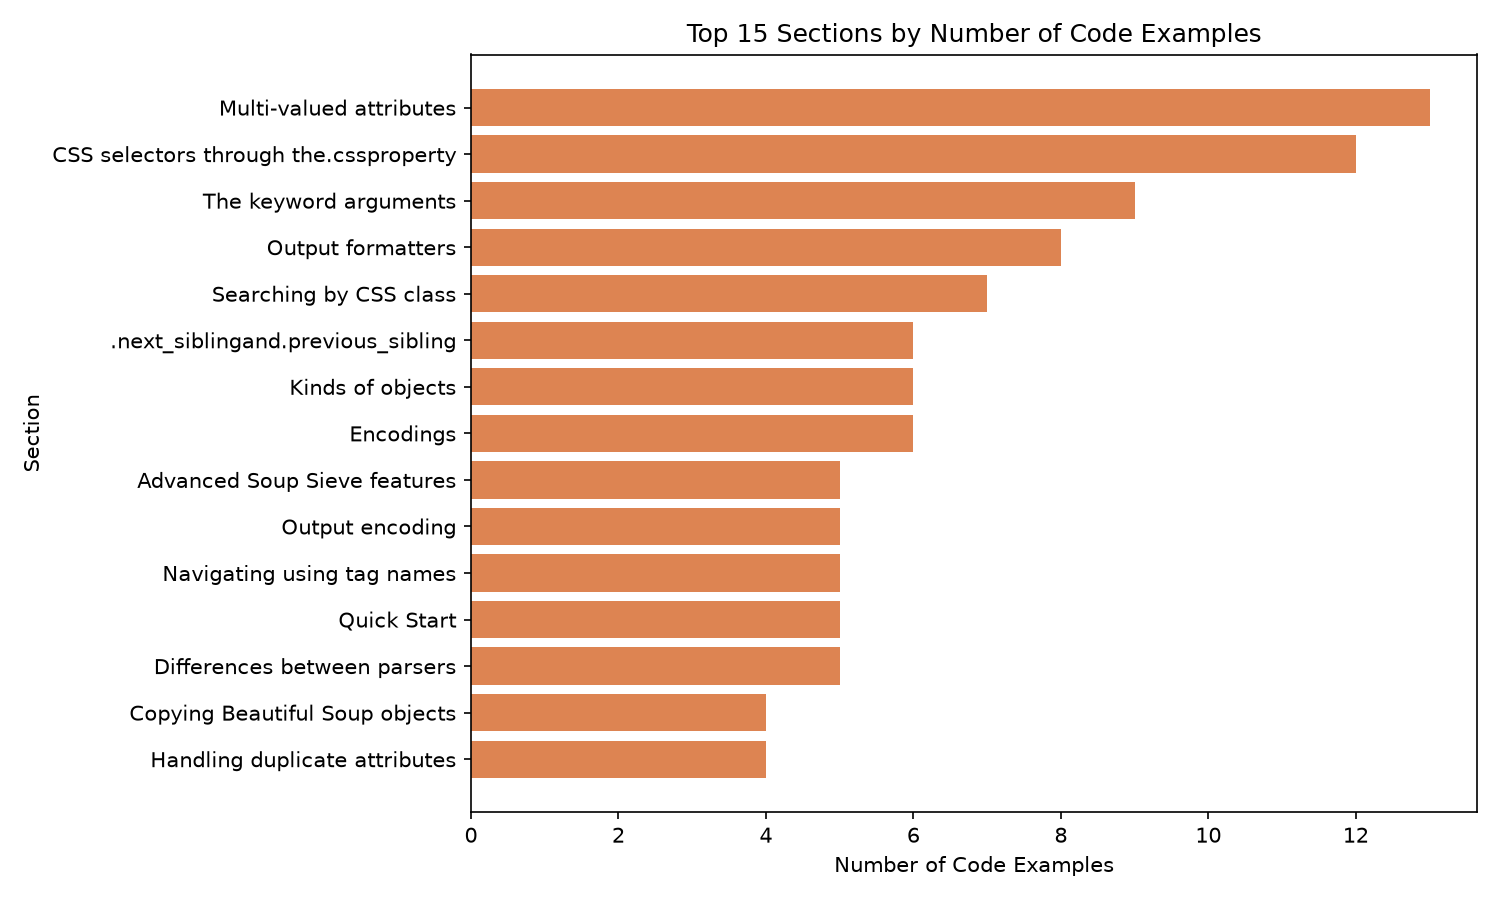 Top 15 Sections by Number of Code Examples
Multi-valued attributes
CSS selectors through the.cssproperty
The keyword arguments
Output formatters
Searching by CSS class
.next_siblingand.previous_sibling
Kinds of objects
Encodings
Advanced Soup Sieve features
Output encoding
Navigating using tag names
Quick Start
Differences between parsers
Copying Beautiful Soup objects
Handling duplicate attributes
Section
0 2 4 6 8 10 12
Number of Code Examples